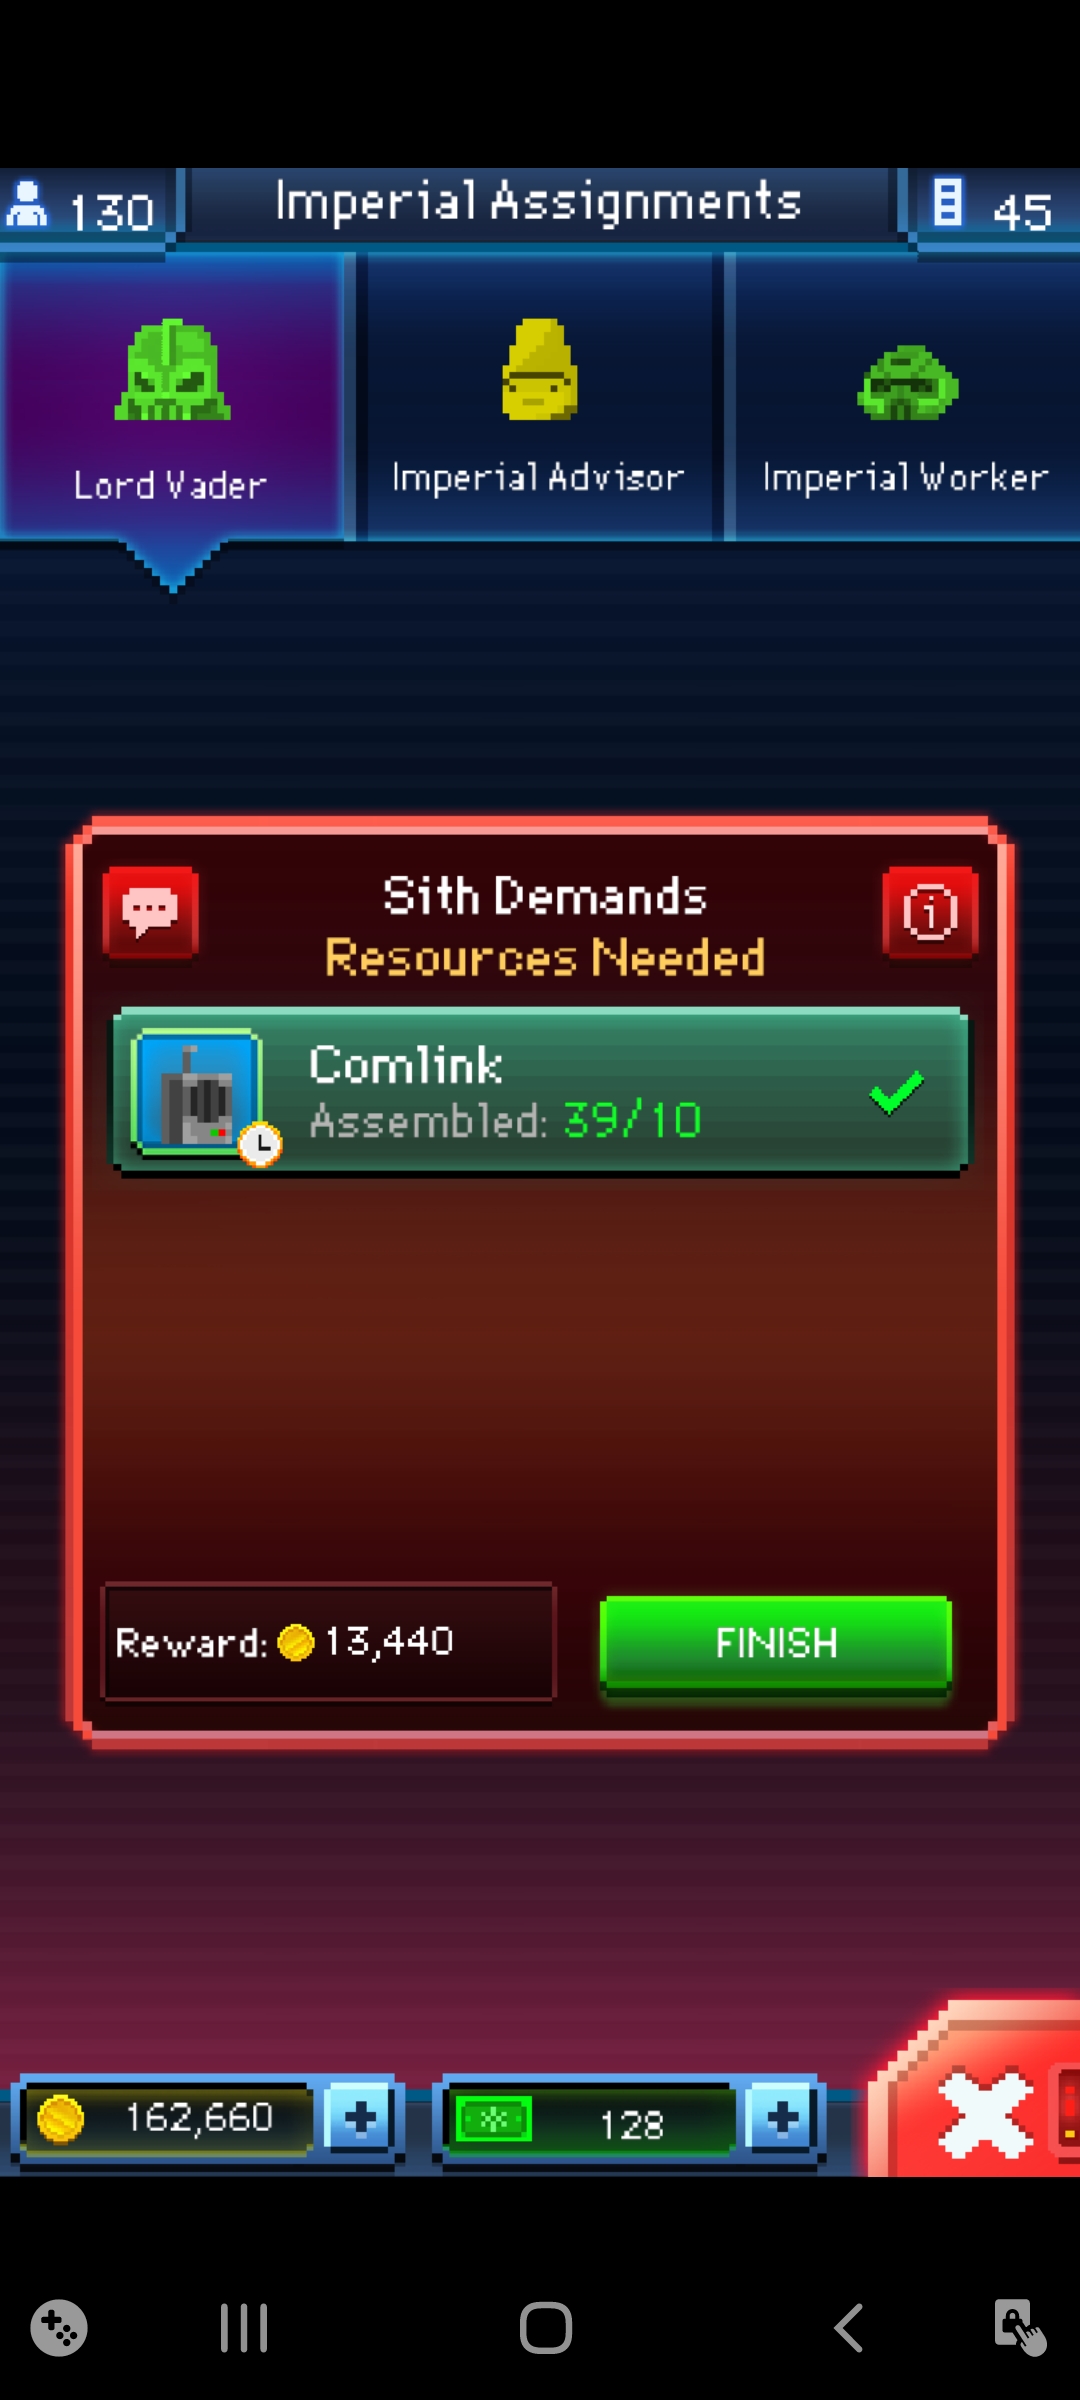 130
Imperial Assignments
45
Lord Vader
Imperial Advisor
Imperial Worker
Sith Demands
Resources Needed
Comlink
Assembled: 39/10
Reward: 13,440
FINISH
162,660
128